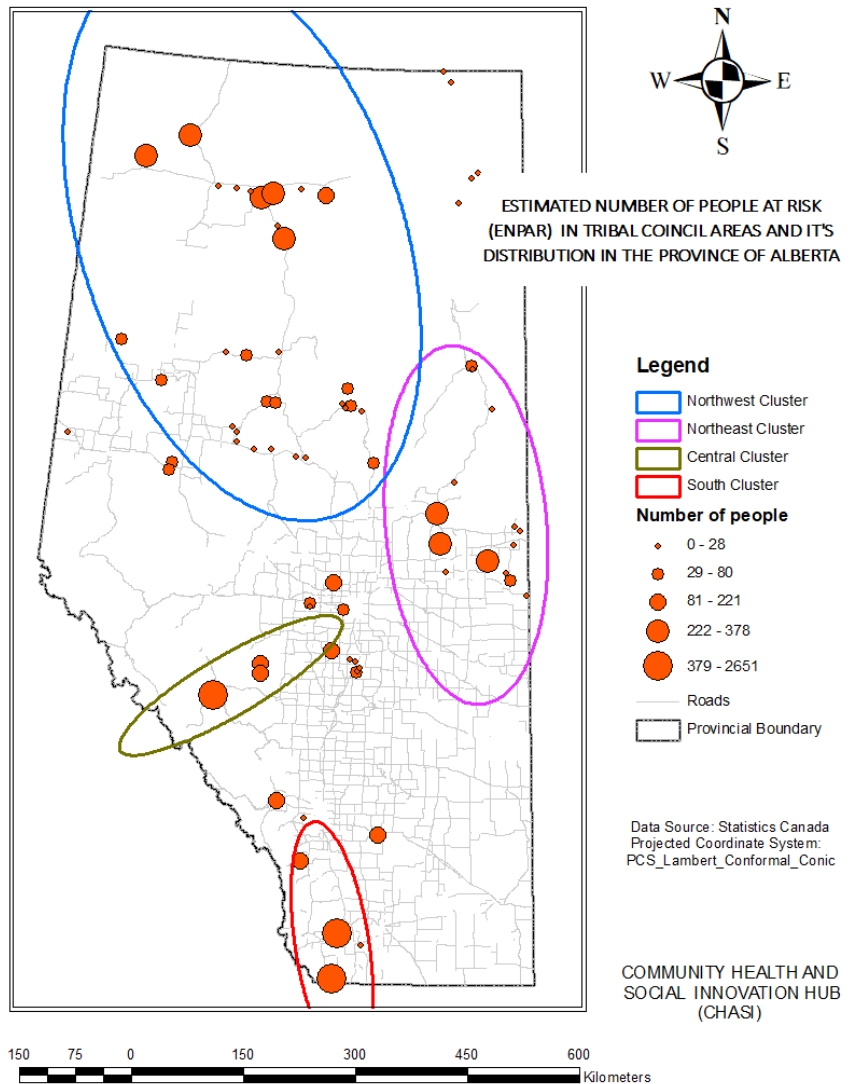 N
W
E
S
ESTIMATED NUMBER OF PEOPLE AT RISK
(ENPAR) IN TRIBAL COINCIL AREAS AND IT'S
DISTRIBUTION IN THE PROVINCE OF ALBERTA
Legend
Northwest Cluster
Northeast Cluster
Central Cluster
South Cluster
Number of people
0 - 28
29 - 80
81 - 221
222 - 378
379 - 2651
Roads
Provincial Boundary
Data Source: Statistics Canada
Projected Coordinate System:
PCS_Lambert_Conformal_Conic
COMMUNITY HEALTH AND
SOCIAL INNOVATION HUB
(CHASI)
150 75 0 150 300 450 600
Kilometers